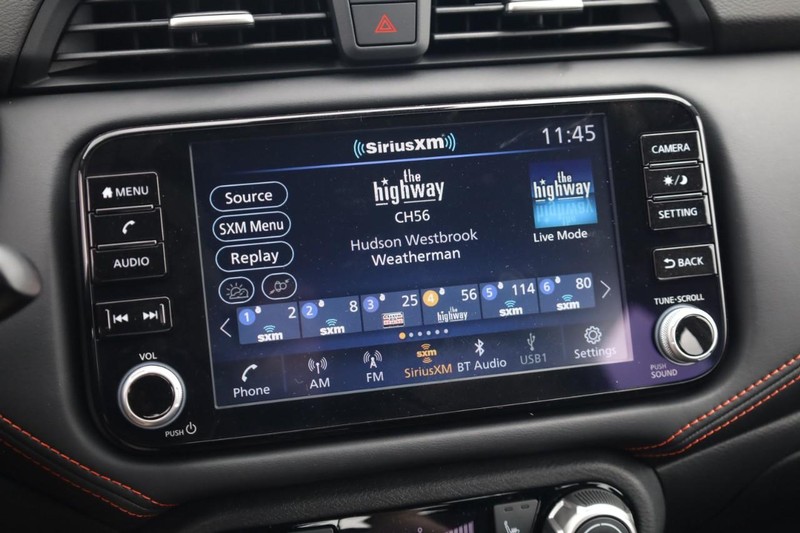 SiriusXM
11:45
the
highway
CH56
Hudson Westbrook
Weatherman
the
highway
Live Mode
Source
SXM Menu
Replay
1 2 sxm
2 8 sxm
3 25
4 56 the highway
5 114 sxm
6 80 sxm
Phone
AM
FM
sxm
SiriusXM
BT Audio
USB1
Settings
MENU
AUDIO
VOL
PUSH
CAMERA
SETTING
BACK
TUNE-SCROLL
PUSH
SOUND